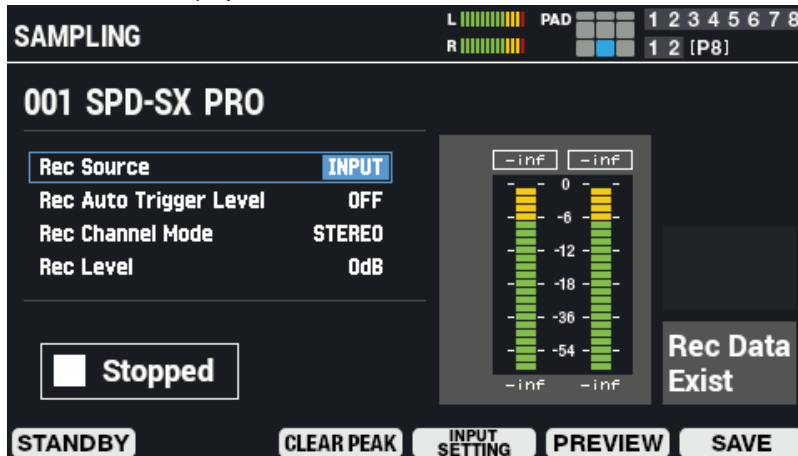 SAMPLING
L
R
PAD
1 2 3 4 5 6 7 8
1 2 [P8]
001 SPD-SX PRO
Rec Source INPUT
Rec Auto Trigger Level OFF
Rec Channel Mode STEREO
Rec Level 0dB
Stopped
-inf -inf
0
-6
-12
-18
-36
-54
-inf -inf
Rec Data
Exist
STANDBY
CLEAR PEAK
INPUT
SETTING
PREVIEW
SAVE